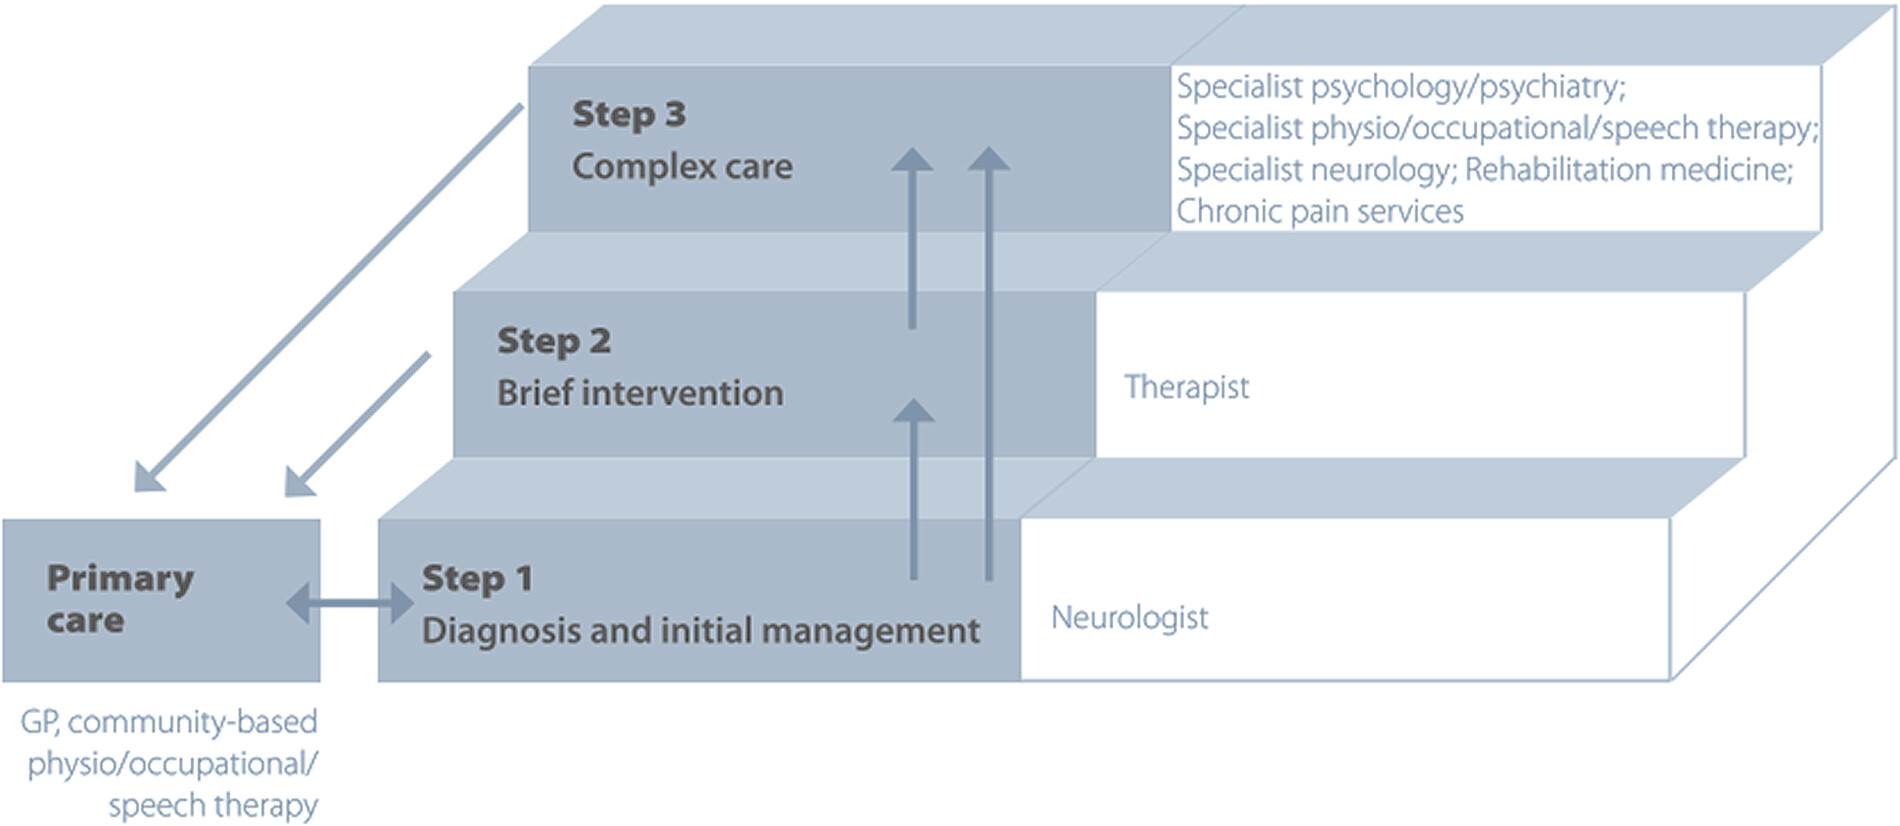 Step 3
Complex care
Specialist psychology/psychiatry;
Specialist physio/occupational/speech therapy;
Specialist neurology; Rehabilitation medicine;
Chronic pain services
Step 2
Brief intervention
Therapist
Primary
care
Step 1
Diagnosis and initial management
Neurologist
GP, community-based
physio/occupational/
speech therapy